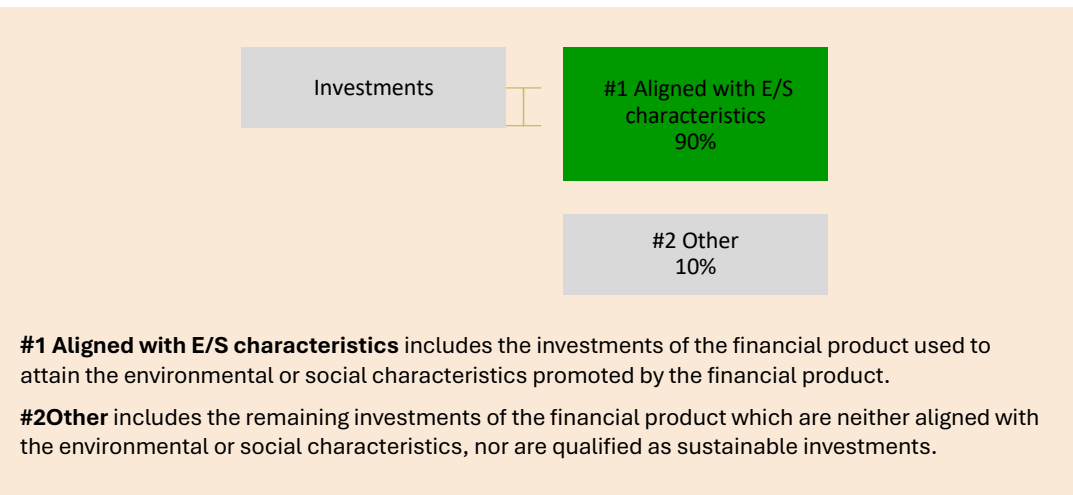 Investments
#1 Aligned with E/S
characteristics
90%
#2 Other
10%
#1 Aligned with E/S characteristics includes the investments of the financial product used to
attain the environmental or social characteristics promoted by the financial product.
#2Other includes the remaining investments of the financial product which are neither aligned with
the environmental or social characteristics, nor are qualified as sustainable investments.